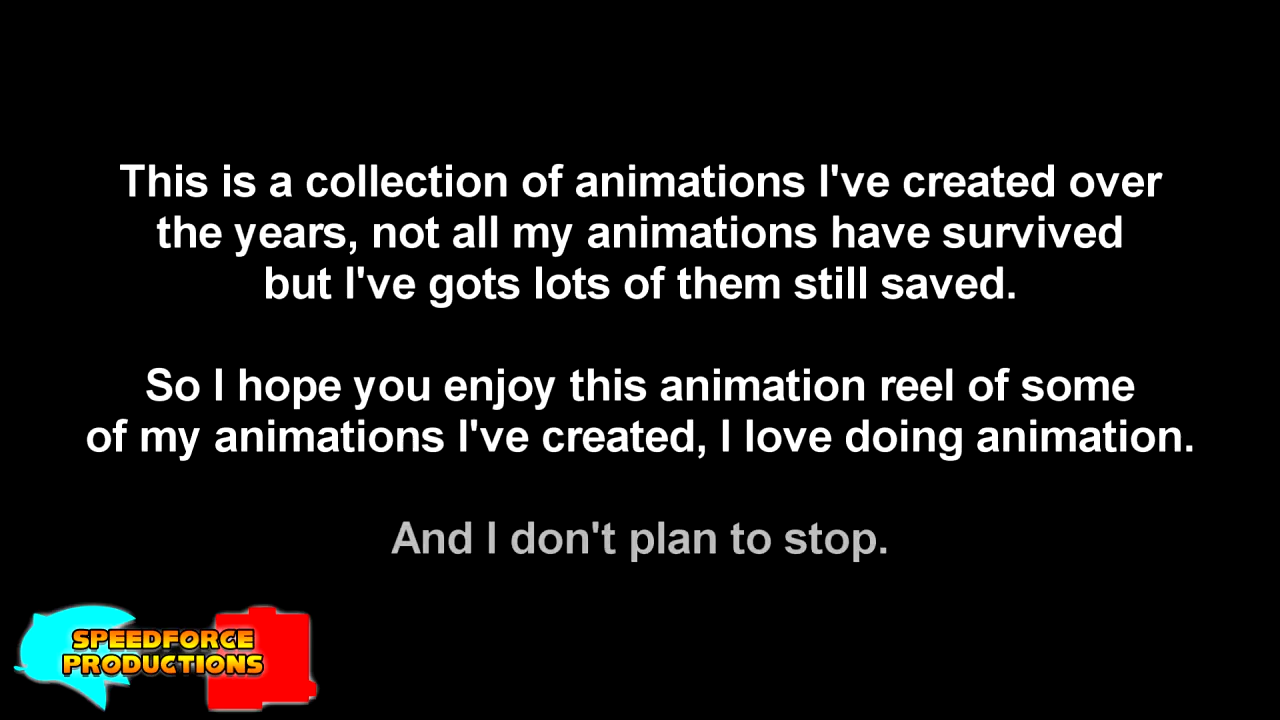 This is a collection of animations I've created over
the years, not all my animations have survived
but I've gots lots of them still saved.
So I hope you enjoy this animation reel of some
of my animations I've created, I love doing animation.
And I don't plan to stop.
SPEEDFORCE
PRODUCTIONS